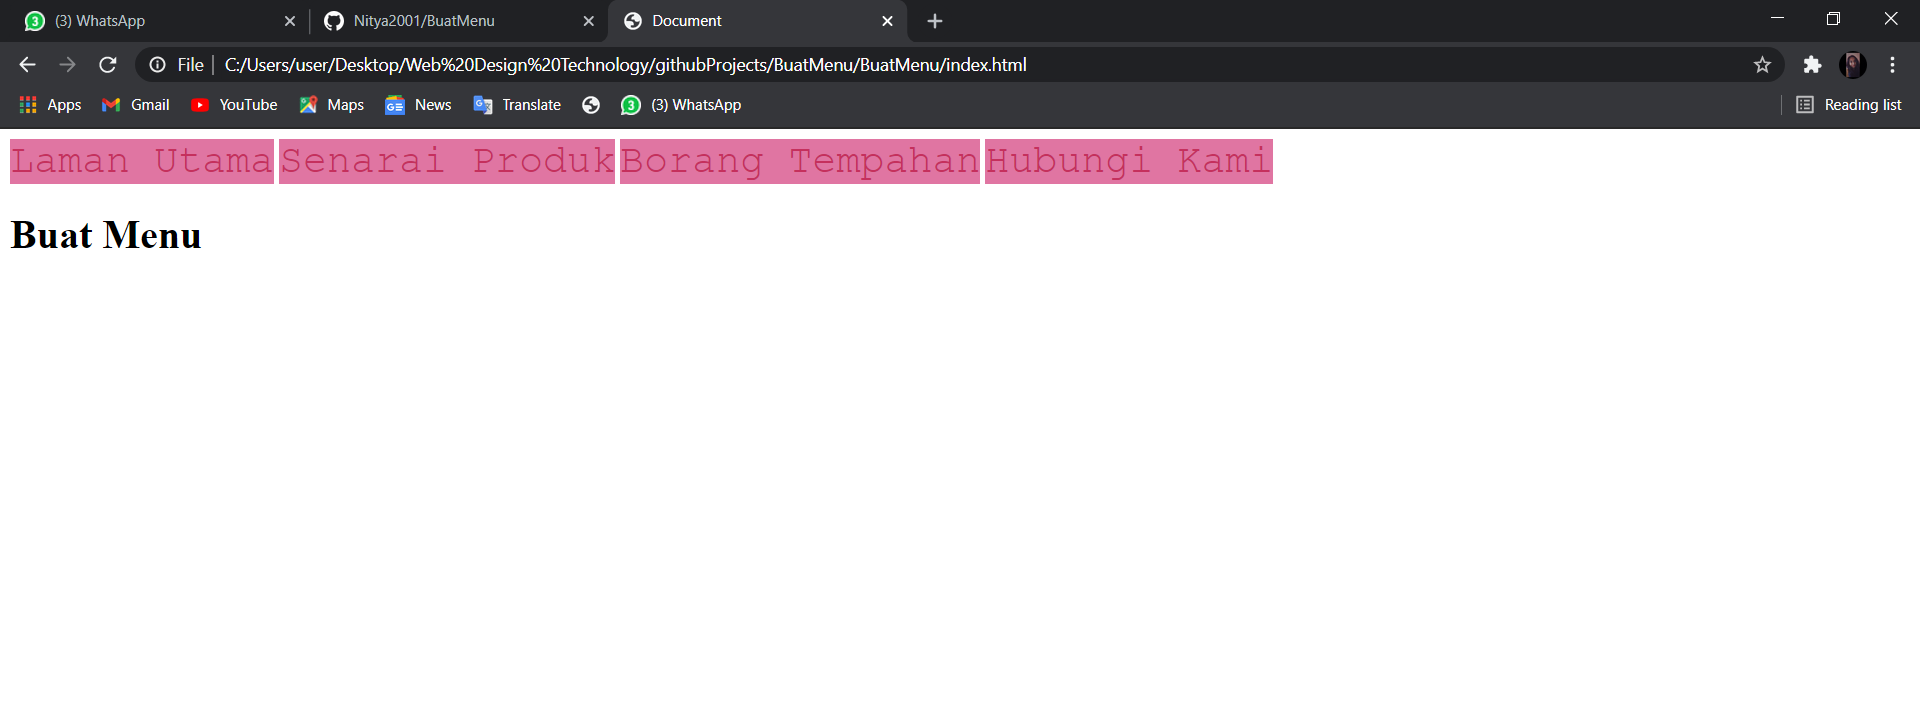 (3) WhatsApp Nitya2001/BuatMenu Document
File C:/Users/user/Desktop/Web%20Design%20Technology/githubProjects/BuatMenu/BuatMenu/index.html
Apps Gmail YouTube Maps News Translate 3 (3) WhatsApp Reading list
Laman Utama Senarai Produk Borang Tempahan Hubungi Kami
Buat Menu